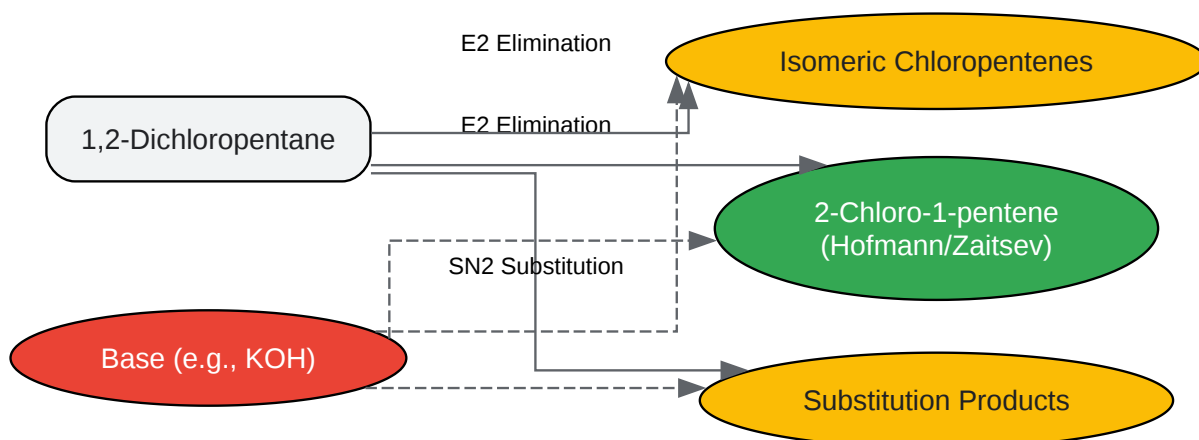 E2 Elimination
Isomeric Chloropentenes
1,2-Dichloropentane
E2 Elimination
2-Chloro-1-pentene
(Hofmann/Zaitsev)
SN2 Substitution
Base (e.g., KOH)
Substitution Products